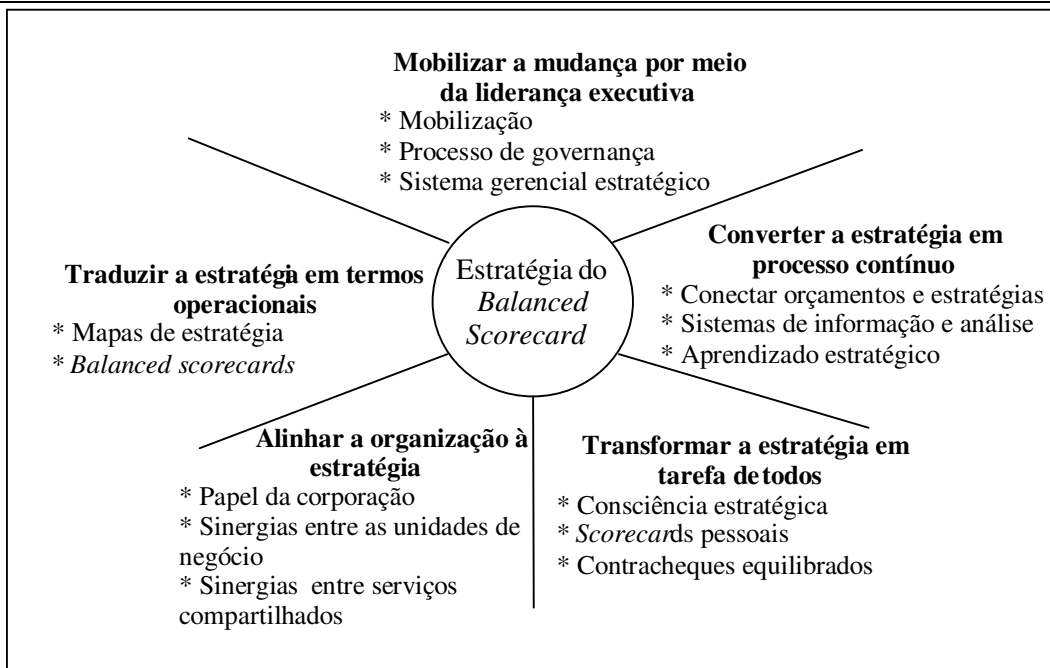 Mobilizar a mudança por meio
da liderança executiva
* Mobilização
* Processo de governança
* Sistema gerencial estratégico
Traduzir a estratégia em termos
operacionais
* Mapas de estratégia
* Balanced scorecards
Estratégia do
Balanced
Scorecard
Converter a estratégia em
processo contínuo
* Conectar orçamentos e estratégias
* Sistemas de informação e análise
* Aprendizado estratégico
Alinhar a organização à
estratégia
* Papel da corporação
* Sinergias entre as unidades de
negócio
* Sinergias entre serviços
compartilhados
Transformar a estratégia em
tarefa de todos
* Consciência estratégica
* Scorecards pessoais
* Contracheques equilibrados